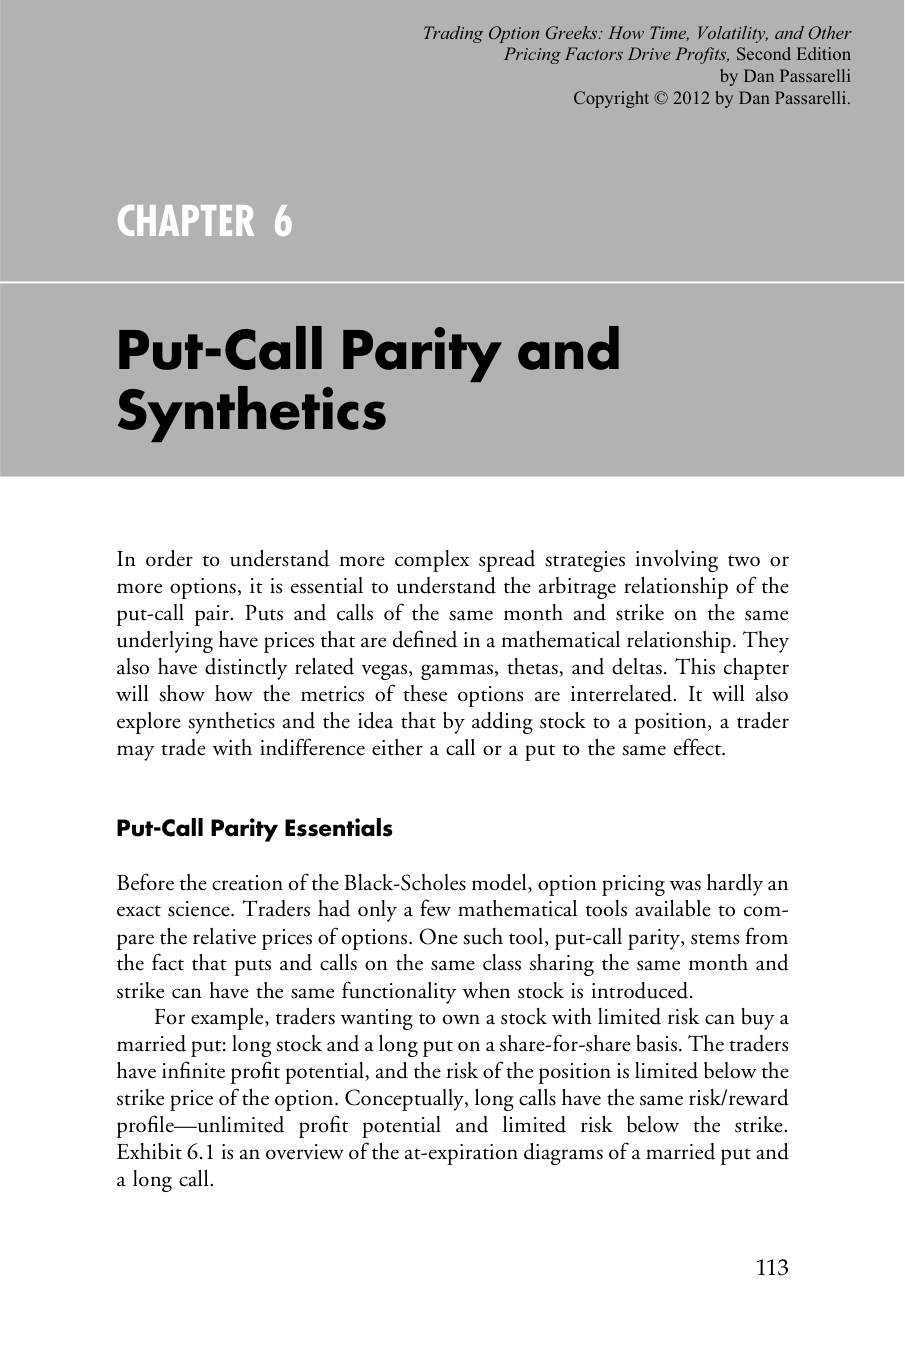 Trading Option Greeks: How Time, Volatility, and Other
Pricing Factors Drive Profits, Second Edition
by Dan Passarelli
Copyright © 2012 by Dan Passarelli.
CHAPTER 6
Put-Call Parity and
Synthetics
In order to understand more complex spread strategies involving two or
more options, it is essential to understand the arbitrage relationship of the
put-call pair. Puts and calls of the same month and strike on the same
underlying have prices that are defined in a mathematical relationship. They
also have distinctly related vegas, gammas, thetas, and deltas. This chapter
will show how the metrics of these options are interrelated. It will also
explore synthetics and the idea that by adding stock to a position, a trader
may trade with indifference either a call or a put to the same effect.
Put-Call Parity Essentials
Before the creation of the Black-Scholes model, option pricing was hardly an
exact science. Traders had only a few mathematical tools available to com-
pare the relative prices of options. One such tool, put-call parity, stems from
the fact that puts and calls on the same class sharing the same month and
strike can have the same functionality when stock is introduced.
For example, traders wanting to own a stock with limited risk can buy a
married put: long stock and a long put on a share-for-share basis. The traders
have infinite profit potential, and the risk of the position is limited below the
strike price of the option. Conceptually, long calls have the same risk/reward
profile—unlimited profit potential and limited risk below the strike.
Exhibit 6.1 is an overview of the at-expiration diagrams of a married put and
a long call.
113